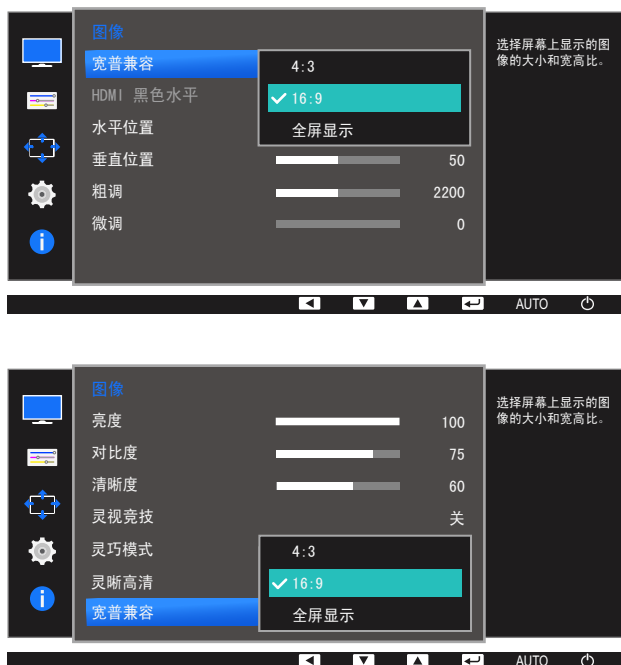 图像
宽普兼容
4:3
选择屏幕上显示的图
像的大小和宽高比。
HDMI 黑色水平
16:9
水平位置
全屏显示
垂直位置 50
粗调 2200
微调 0
AUTO
图像
选择屏幕上显示的图
像的大小和宽高比。
亮度 100
对比度 75
清晰度 60
灵视竞技 关
灵巧模式
4:3
灵晰高清
16:9
宽普兼容
全屏显示
AUTO